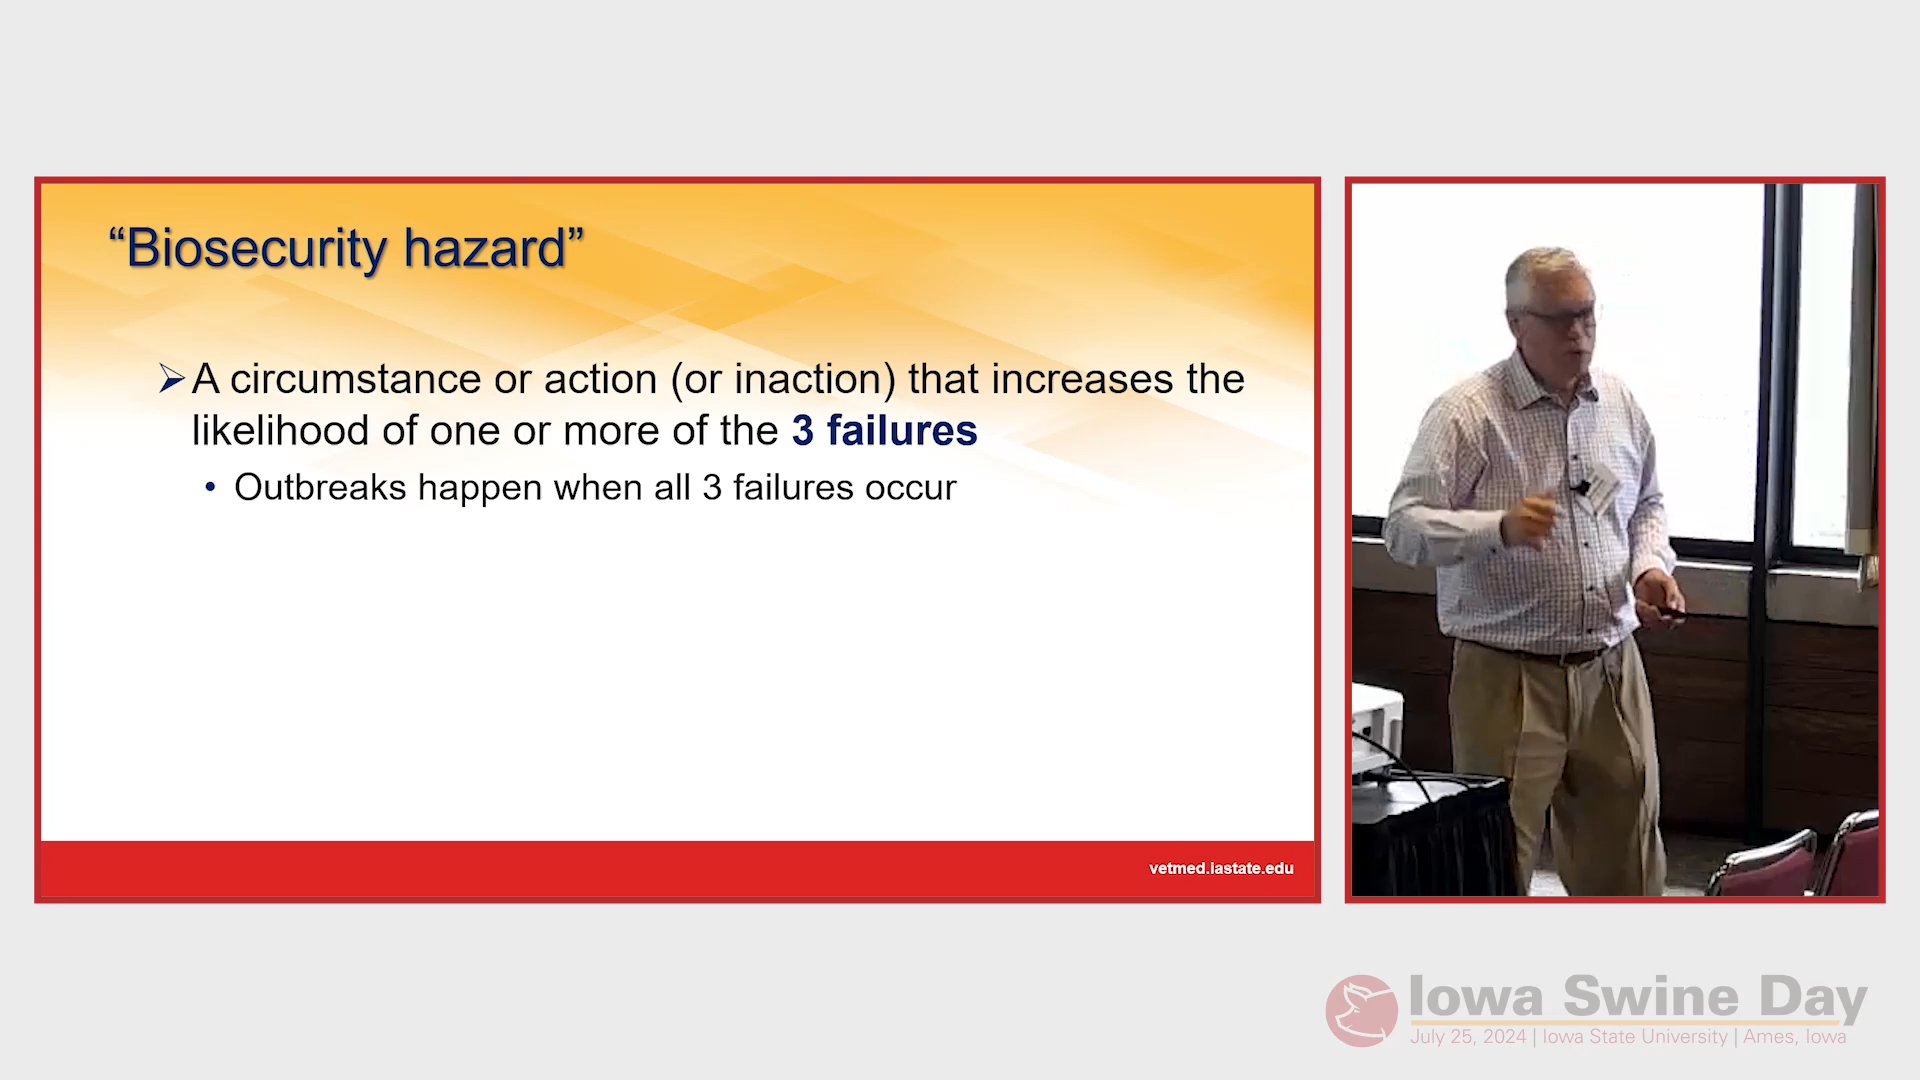 “Biosecurity hazard”
A circumstance or action (or inaction) that increases the
likelihood of one or more of the 3 failures
• Outbreaks happen when all 3 failures occur
vetmed.iastate.edu
Iowa Swine Day
July 25, 2024 | Iowa State University | Ames, Iowa